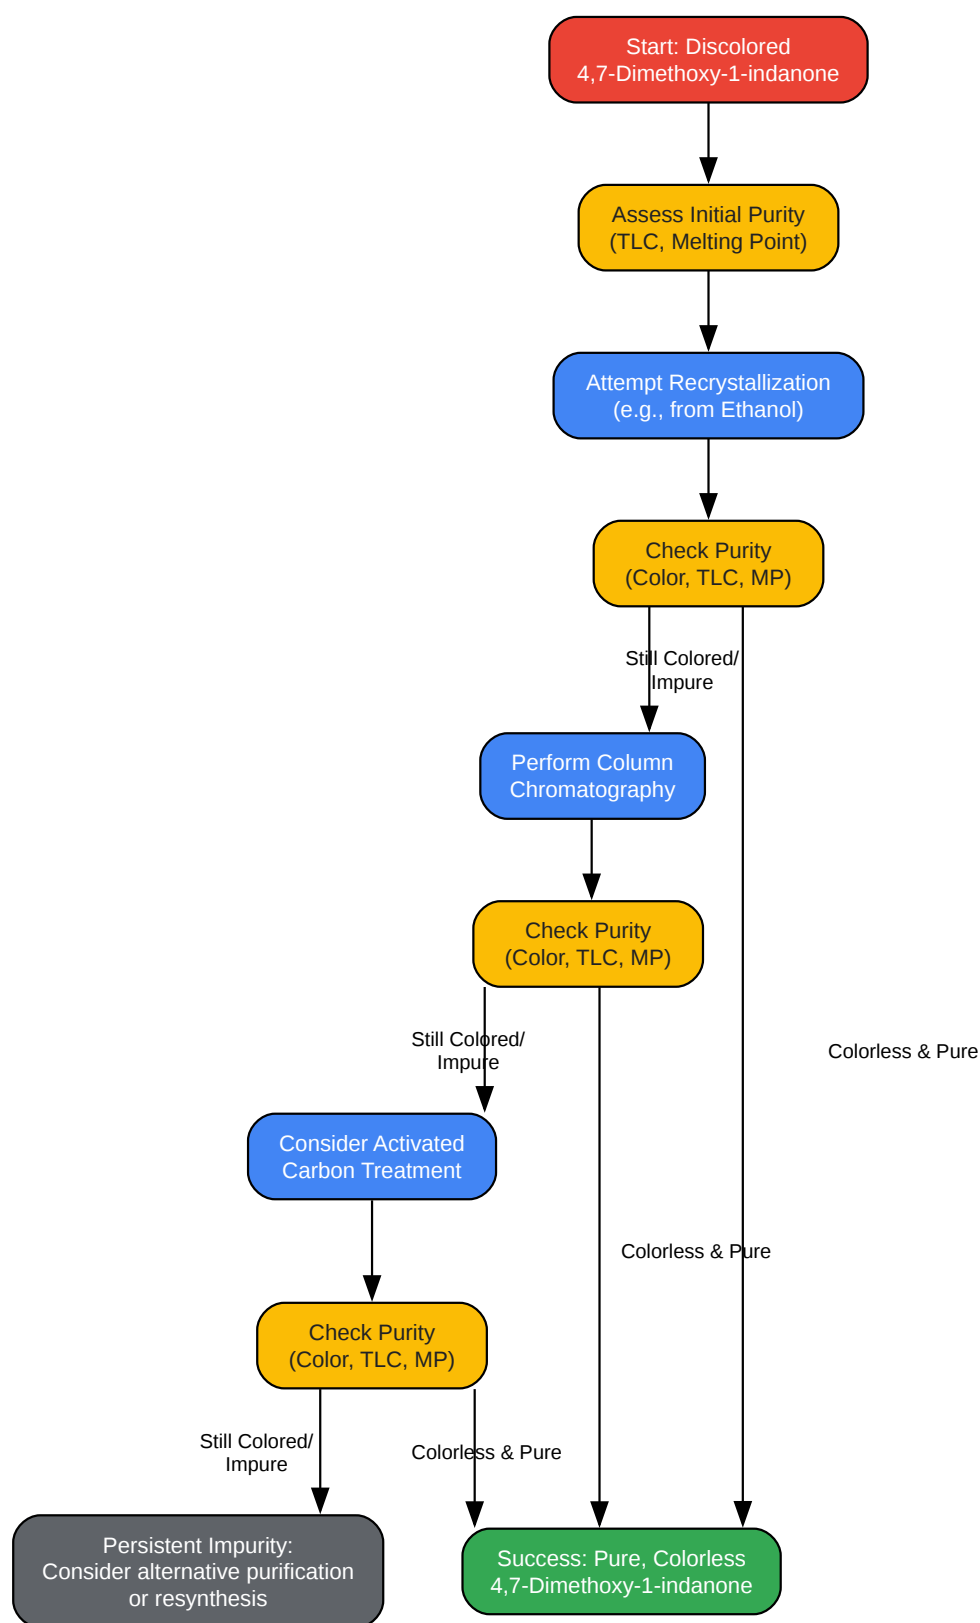 Start: Discolored
4,7-Dimethoxy-1-indanone
Assess Initial Purity
(TLC, Melting Point)
Attempt Recrystallization
(e.g., from Ethanol)
Check Purity
(Color, TLC, MP)
Still Colored/
Impure
Perform Column
Chromatography
Check Purity
(Color, TLC, MP)
Still Colored/
Impure
Colorless & Pure
Consider Activated
Carbon Treatment
Colorless & Pure
Check Purity
(Color, TLC, MP)
Still Colored/
Impure
Colorless & Pure
Persistent Impurity:
Consider alternative purification
or resynthesis
Success: Pure, Colorless
4,7-Dimethoxy-1-indanone